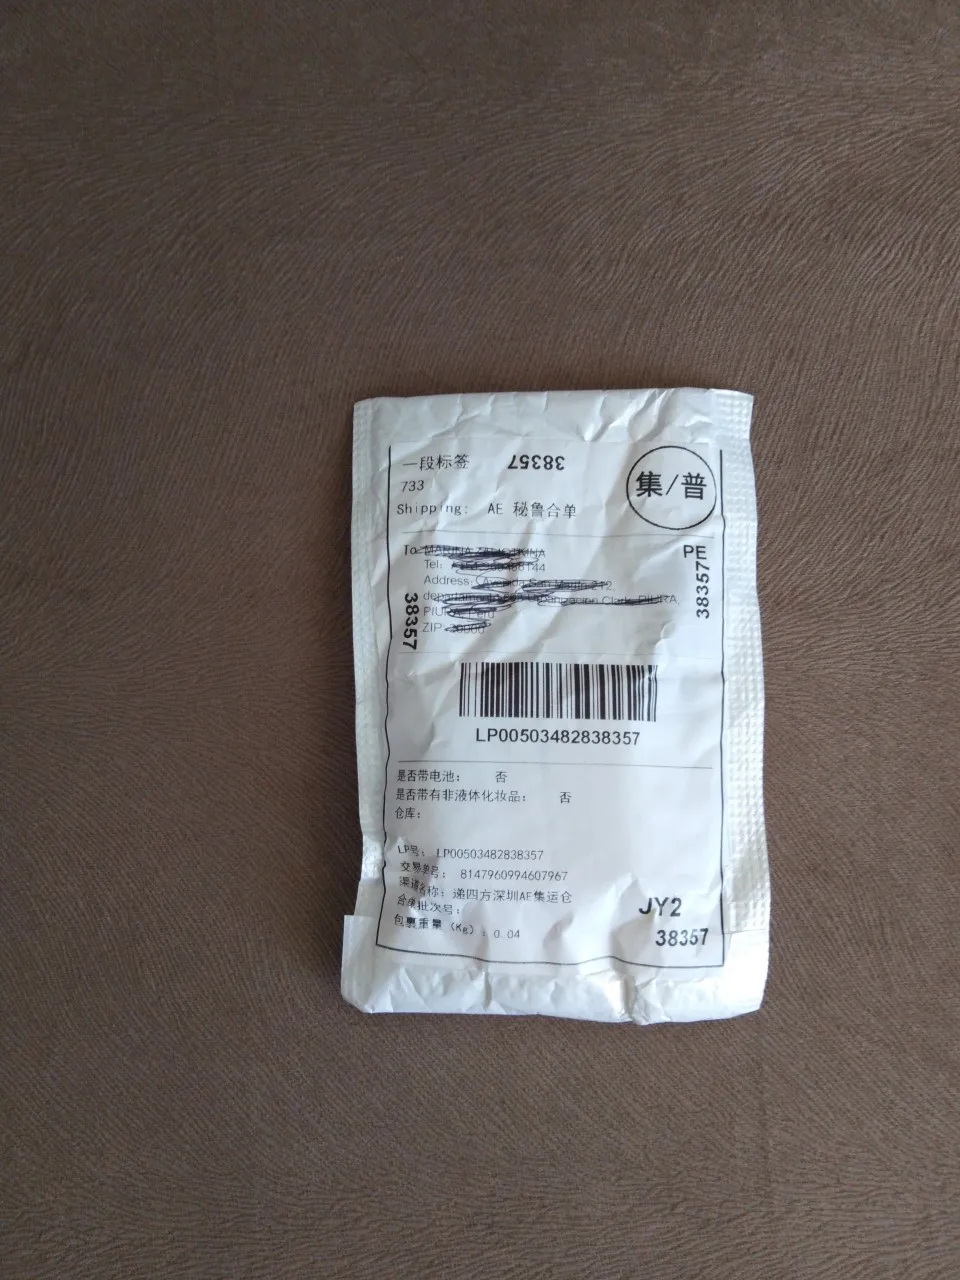 一段标签
38357
集/普
733
Shipping: AE 秘鲁合单
To
Tel:
Address:
PIURA,
PIURA,
ZIP:
PE
38357
38357
LP00503482838357
是否带电池： 否
是否带有非液体化妆品： 否
仓库：
LP号： LP00503482838357
交易单号： 8147960994607967
渠道名称：递四方深圳AE集运仓
合单批次号：
包裹重量（Kg）：0.04
JY2
38357